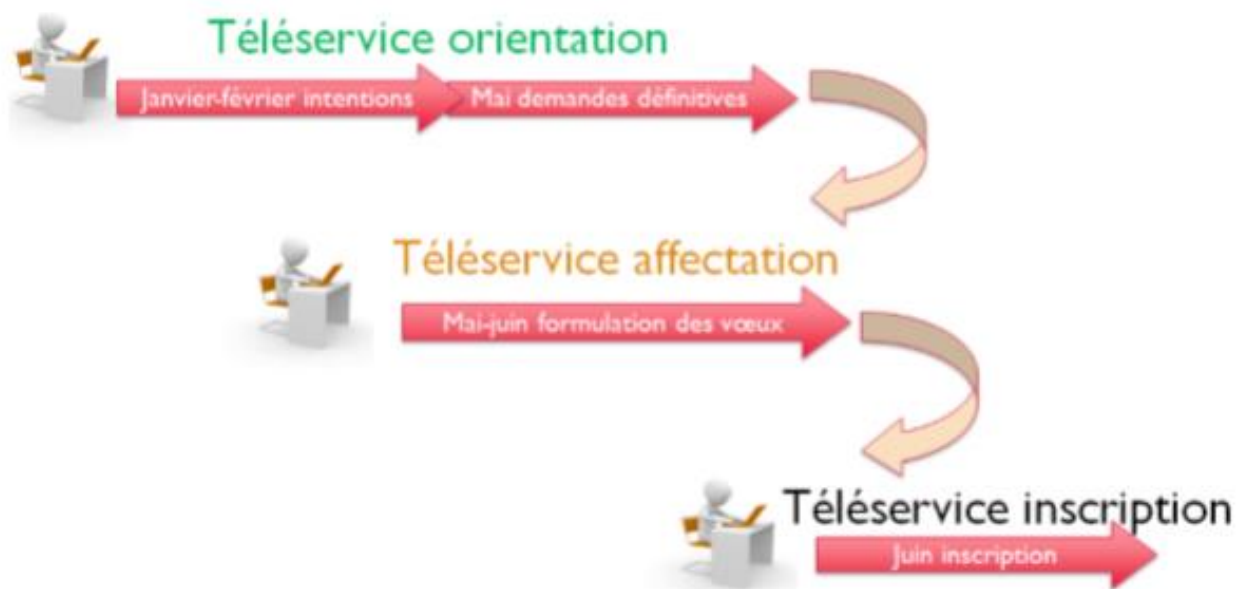 Téléservice orientation
Janvier-février intentions
Mai demandes définitives
Téléservice affectation
Mai-juin formulation des vœux
Téléservice inscription
Juin inscription